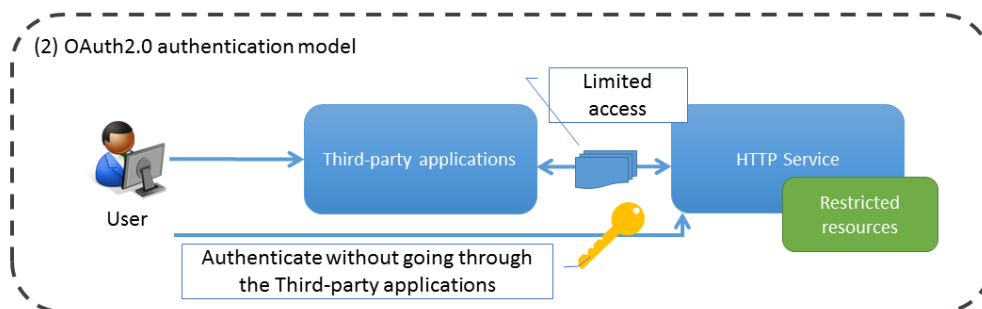 (2) OAuth2.0 authentication model
Limited
access
Third-party applications
HTTP Service
Restricted
resources
User
Authenticate without going through
the Third-party applications